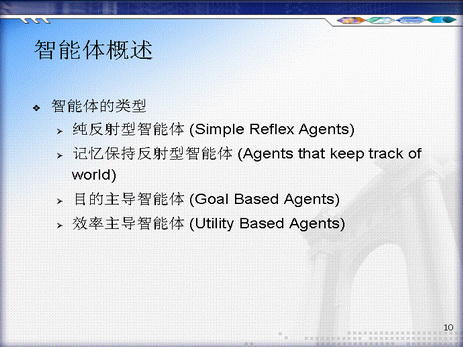 智能体概述
智能体的类型
纯反射型智能体 (Simple Reflex Agents)
记忆保持反射型智能体 (Agents that keep track of
world)
目的主导智能体 (Goal Based Agents)
效率主导智能体 (Utility Based Agents)
10